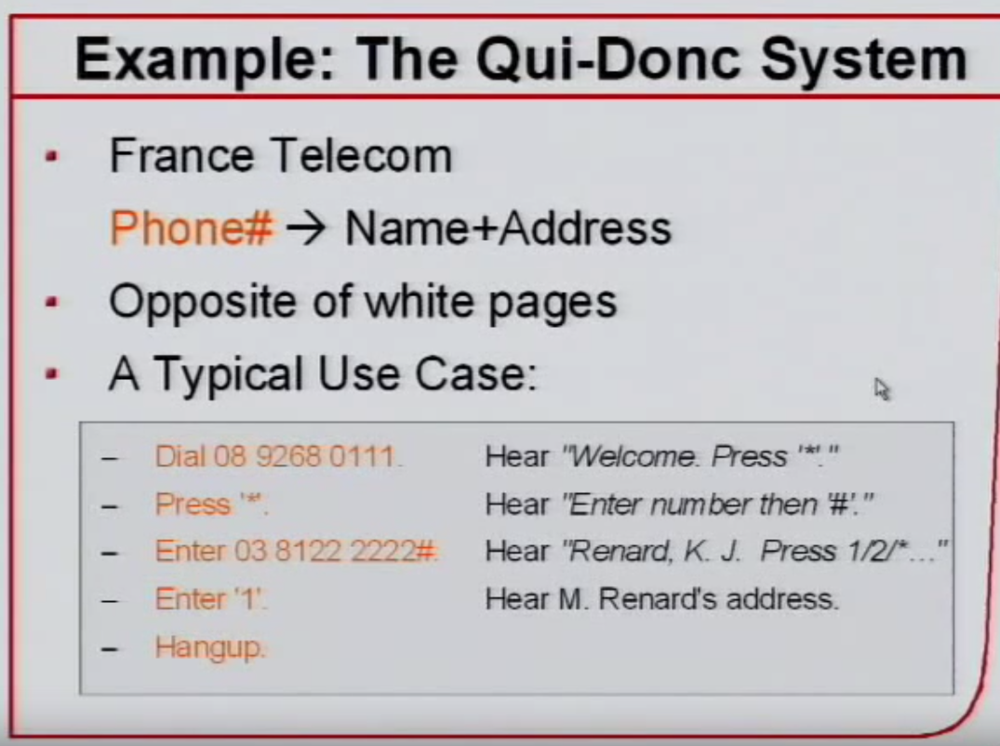 Example: The Qui-Donc System
• France Telecom
Phone# → Name+Address
• Opposite of white pages
• A Typical Use Case:
– Dial 08 9268 0111. Hear "Welcome. Press '*'."
– Press '*'. Hear "Enter number then '#'."
– Enter 03 8122 2222#. Hear "Renard, K. J.  Press 1/2/*…"
– Enter '1'. Hear M. Renard's address.
– Hangup.